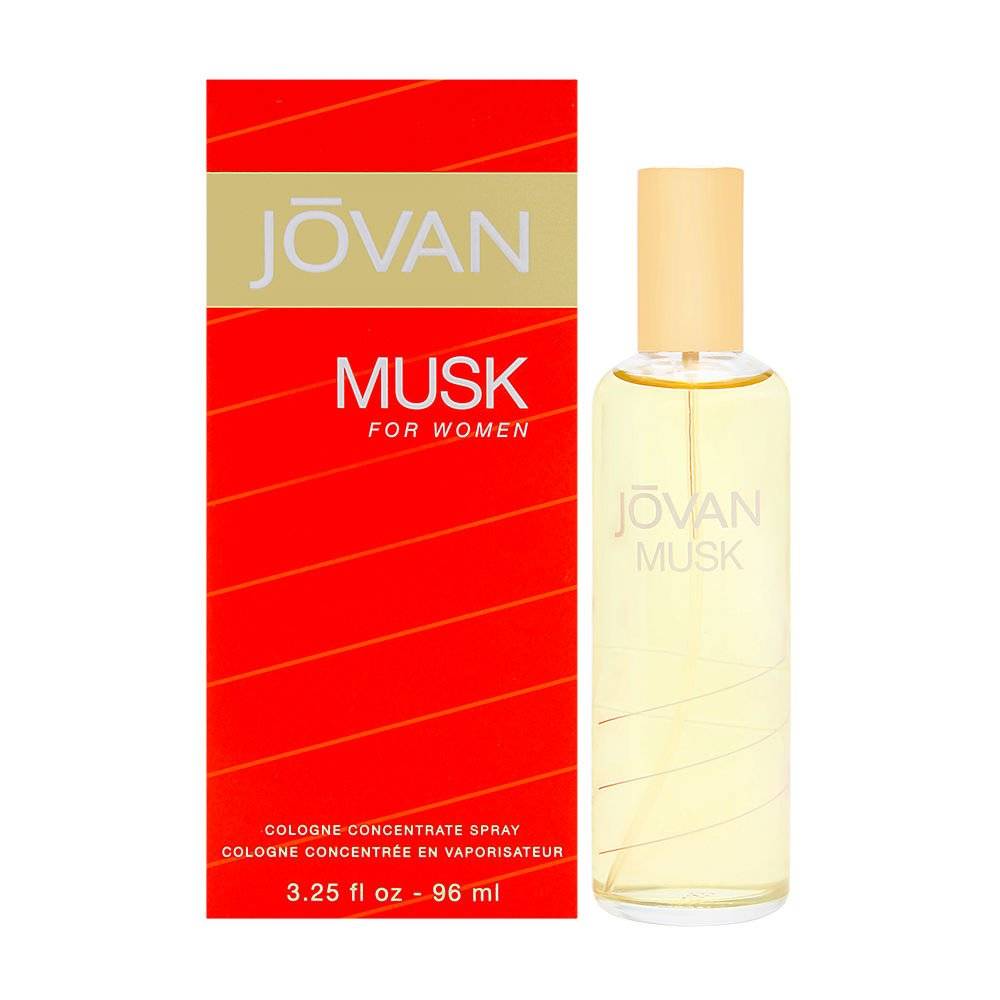 JŌVAN
MUSK
FOR WOMEN
COLOGNE CONCENTRATE SPRAY
COLOGNE CONCENTRÉE EN VAPORISATEUR
3.25 fl oz - 96 ml
JŌVAN
MUSK